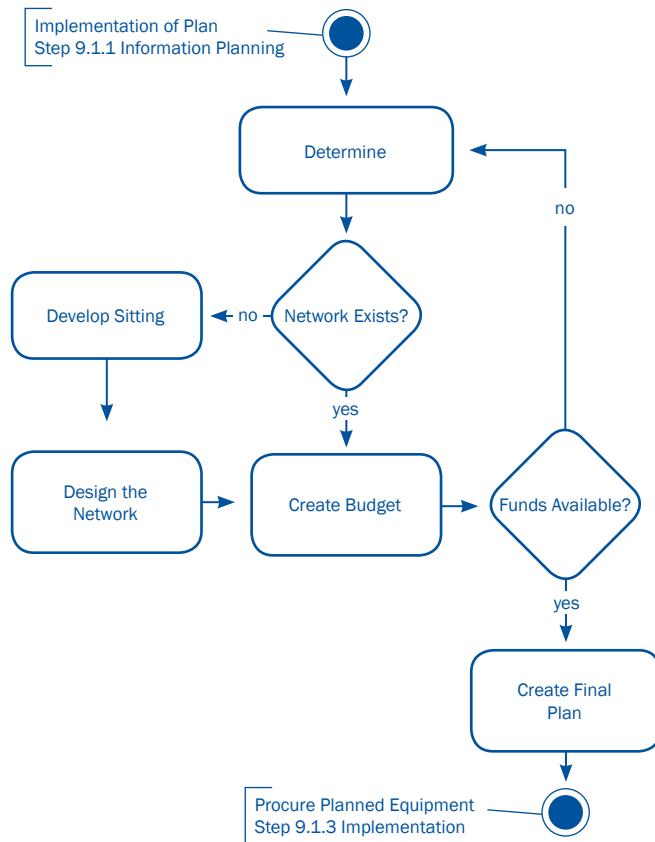 Implementation of Plan
Step 9.1.1 Information Planning
Determine
no
Network Exists?
no
Develop Sitting
yes
Design the
Network
Create Budget
Funds Available?
yes
Create Final
Plan
Procure Planned Equipment
Step 9.1.3 Implementation